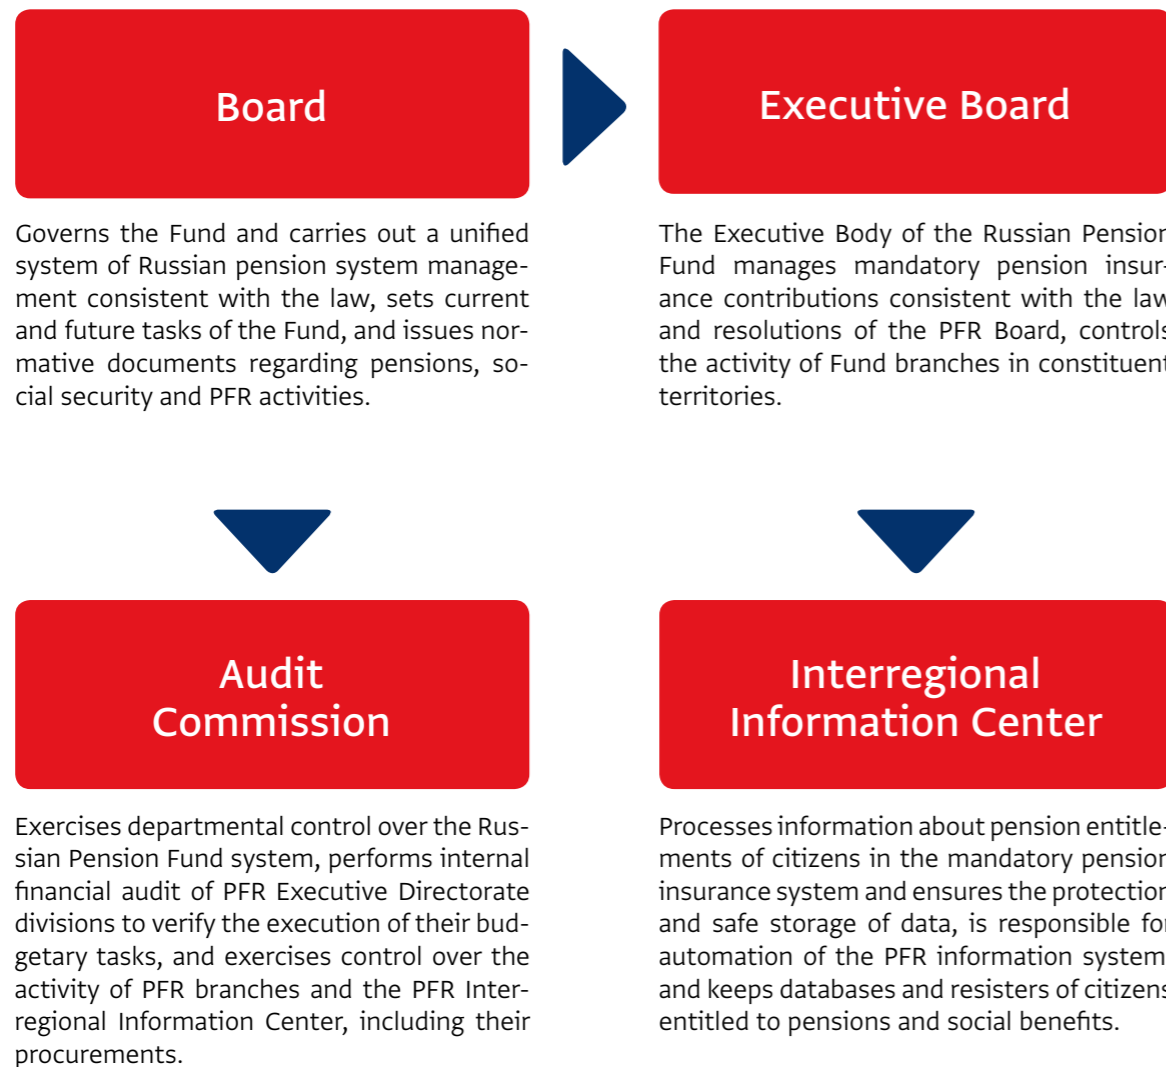 Board
Governs the Fund and carries out a unified
system of Russian pension system manage-
ment consistent with the law, sets current
and future tasks of the Fund, and issues nor-
mative documents regarding pensions, so-
cial security and PFR activities.
Executive Board
The Executive Body of the Russian Pension
Fund manages mandatory pension insur-
ance contributions consistent with the law
and resolutions of the PFR Board, controls
the activity of Fund branches in constituent
territories.
Audit
Commission
Exercises departmental control over the Rus-
sian Pension Fund system, performs internal
financial audit of PFR Executive Directorate
divisions to verify the execution of their bud-
getary tasks, and exercises control over the
activity of PFR branches and the PFR Inter-
regional Information Center, including their
procurements.
Interregional
Information Center
Processes information about pension entitle-
ments of citizens in the mandatory pension
insurance system and ensures the protection
and safe storage of data, is responsible for
automation of the PFR information system,
and keeps databases and resisters of citizens
entitled to pensions and social benefits.